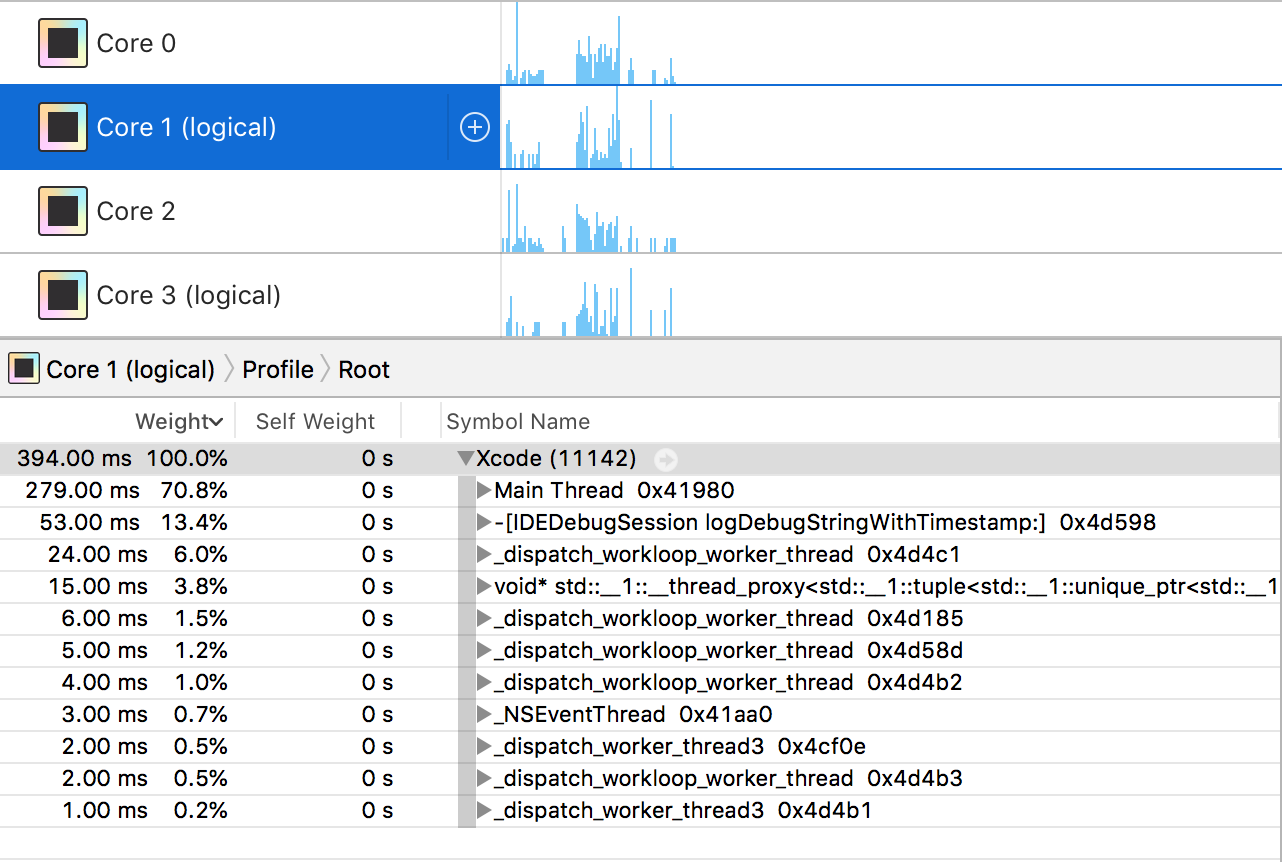 Core 0
Core 1 (logical)
Core 2
Core 3 (logical)
Core 1 (logical) Profile Root
Weight Self Weight Symbol Name
394.00 ms 100.0% 0 s Xcode (11142)
279.00 ms 70.8% 0 s Main Thread 0x41980
53.00 ms 13.4% 0 s -[IDEDebugSession logDebugStringWithTimestamp:] 0x4d598
24.00 ms 6.0% 0 s _dispatch_workloop_worker_thread 0x4d4c1
15.00 ms 3.8% 0 s void* std::__1::__thread_proxy<std::__1::tuple<std::__1::unique_ptr<std::__1
6.00 ms 1.5% 0 s _dispatch_workloop_worker_thread 0x4d185
5.00 ms 1.2% 0 s _dispatch_workloop_worker_thread 0x4d58d
4.00 ms 1.0% 0 s _dispatch_workloop_worker_thread 0x4d4b2
3.00 ms 0.7% 0 s _NSEventThread 0x41aa0
2.00 ms 0.5% 0 s _dispatch_worker_thread3 0x4cf0e
2.00 ms 0.5% 0 s _dispatch_workloop_worker_thread 0x4d4b3
1.00 ms 0.2% 0 s _dispatch_worker_thread3 0x4d4b1